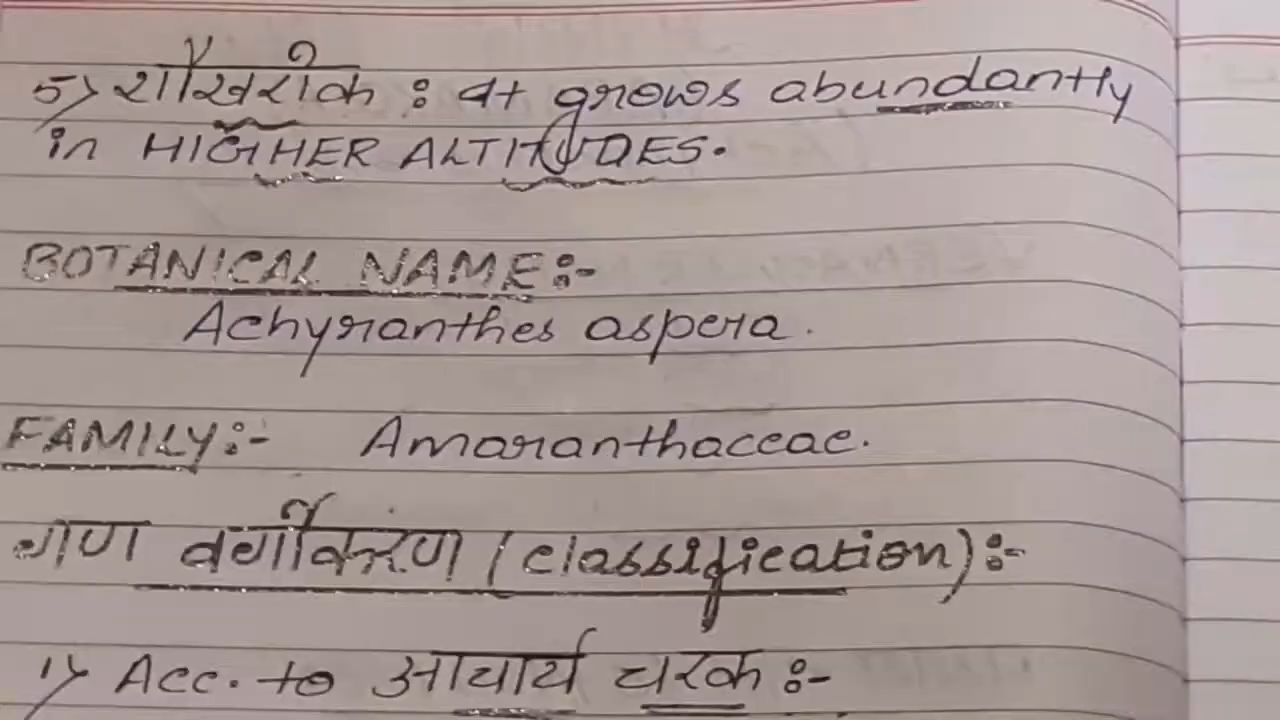 5) शैखरीक : It grows abundantly
in HIGHER ALTITUDES.
BOTANICAL NAME:-
Achyranthes aspera.
FAMILY:- Amaranthaceae.
गण वर्गीकरण (classification):-
1) Acc. to आचार्य चरक :-